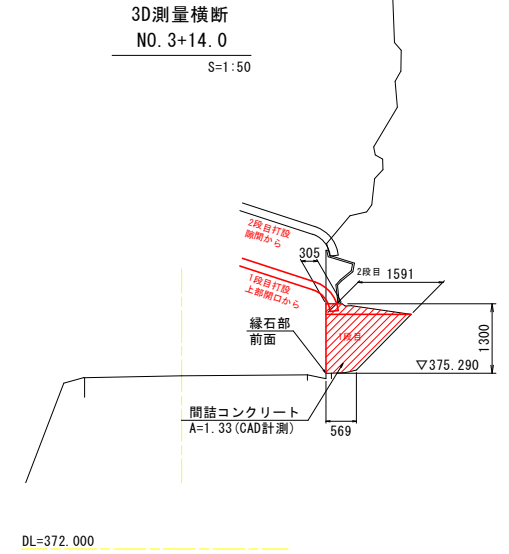 3D測量横断
NO.3+14.0
S=1:50
2段目打設
隙間から
305
2段目 1591
1段目打設
上部開口から
縁石部
前面
1段目
1300
▽375.290
間詰コンクリート
A=1.33(CAD計測)
569
DL=372.000